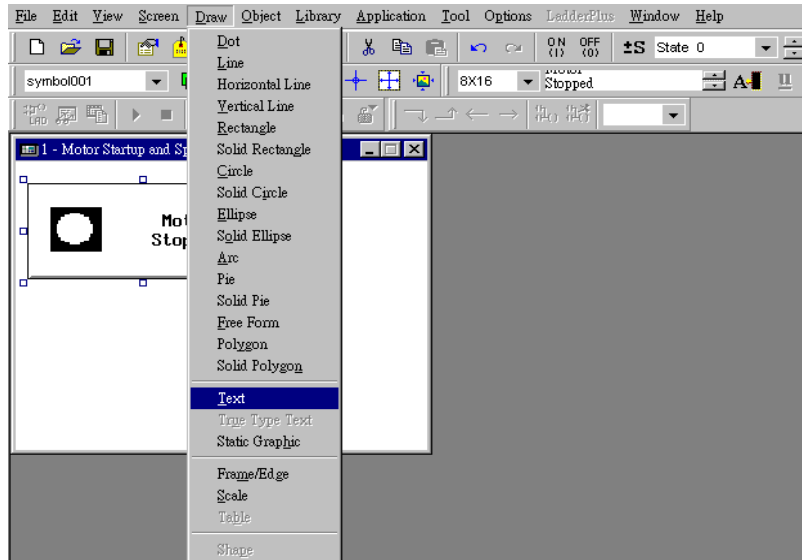 File Edit View Screen Draw Object Library Application Tool Options LadderPlus Window Help
ON (1) OFF (0) ±S State 0
symbol001 8X16 Motor Stopped A U
LAD
1 - Motor Startup and Sp
Mot
Stop
Dot
Line
Horizontal Line
Vertical Line
Rectangle
Solid Rectangle
Circle
Solid Circle
Ellipse
Solid Ellipse
Arc
Pie
Solid Pie
Free Form
Polygon
Solid Polygon
Text
True Type Text
Static Graphic
Frame/Edge
Scale
Table
Shape